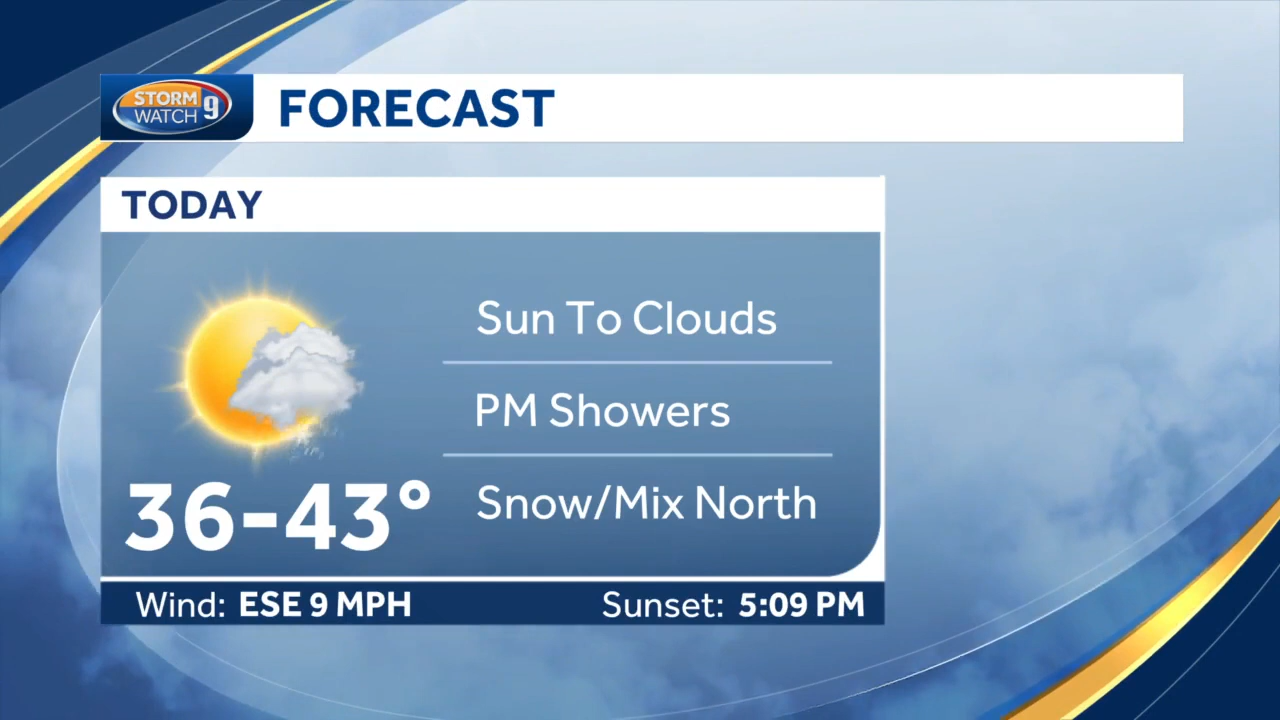 STORM
WATCH 9
FORECAST
TODAY
Sun To Clouds
PM Showers
Snow/Mix North
36-43°
Wind: ESE 9 MPH
Sunset: 5:09 PM